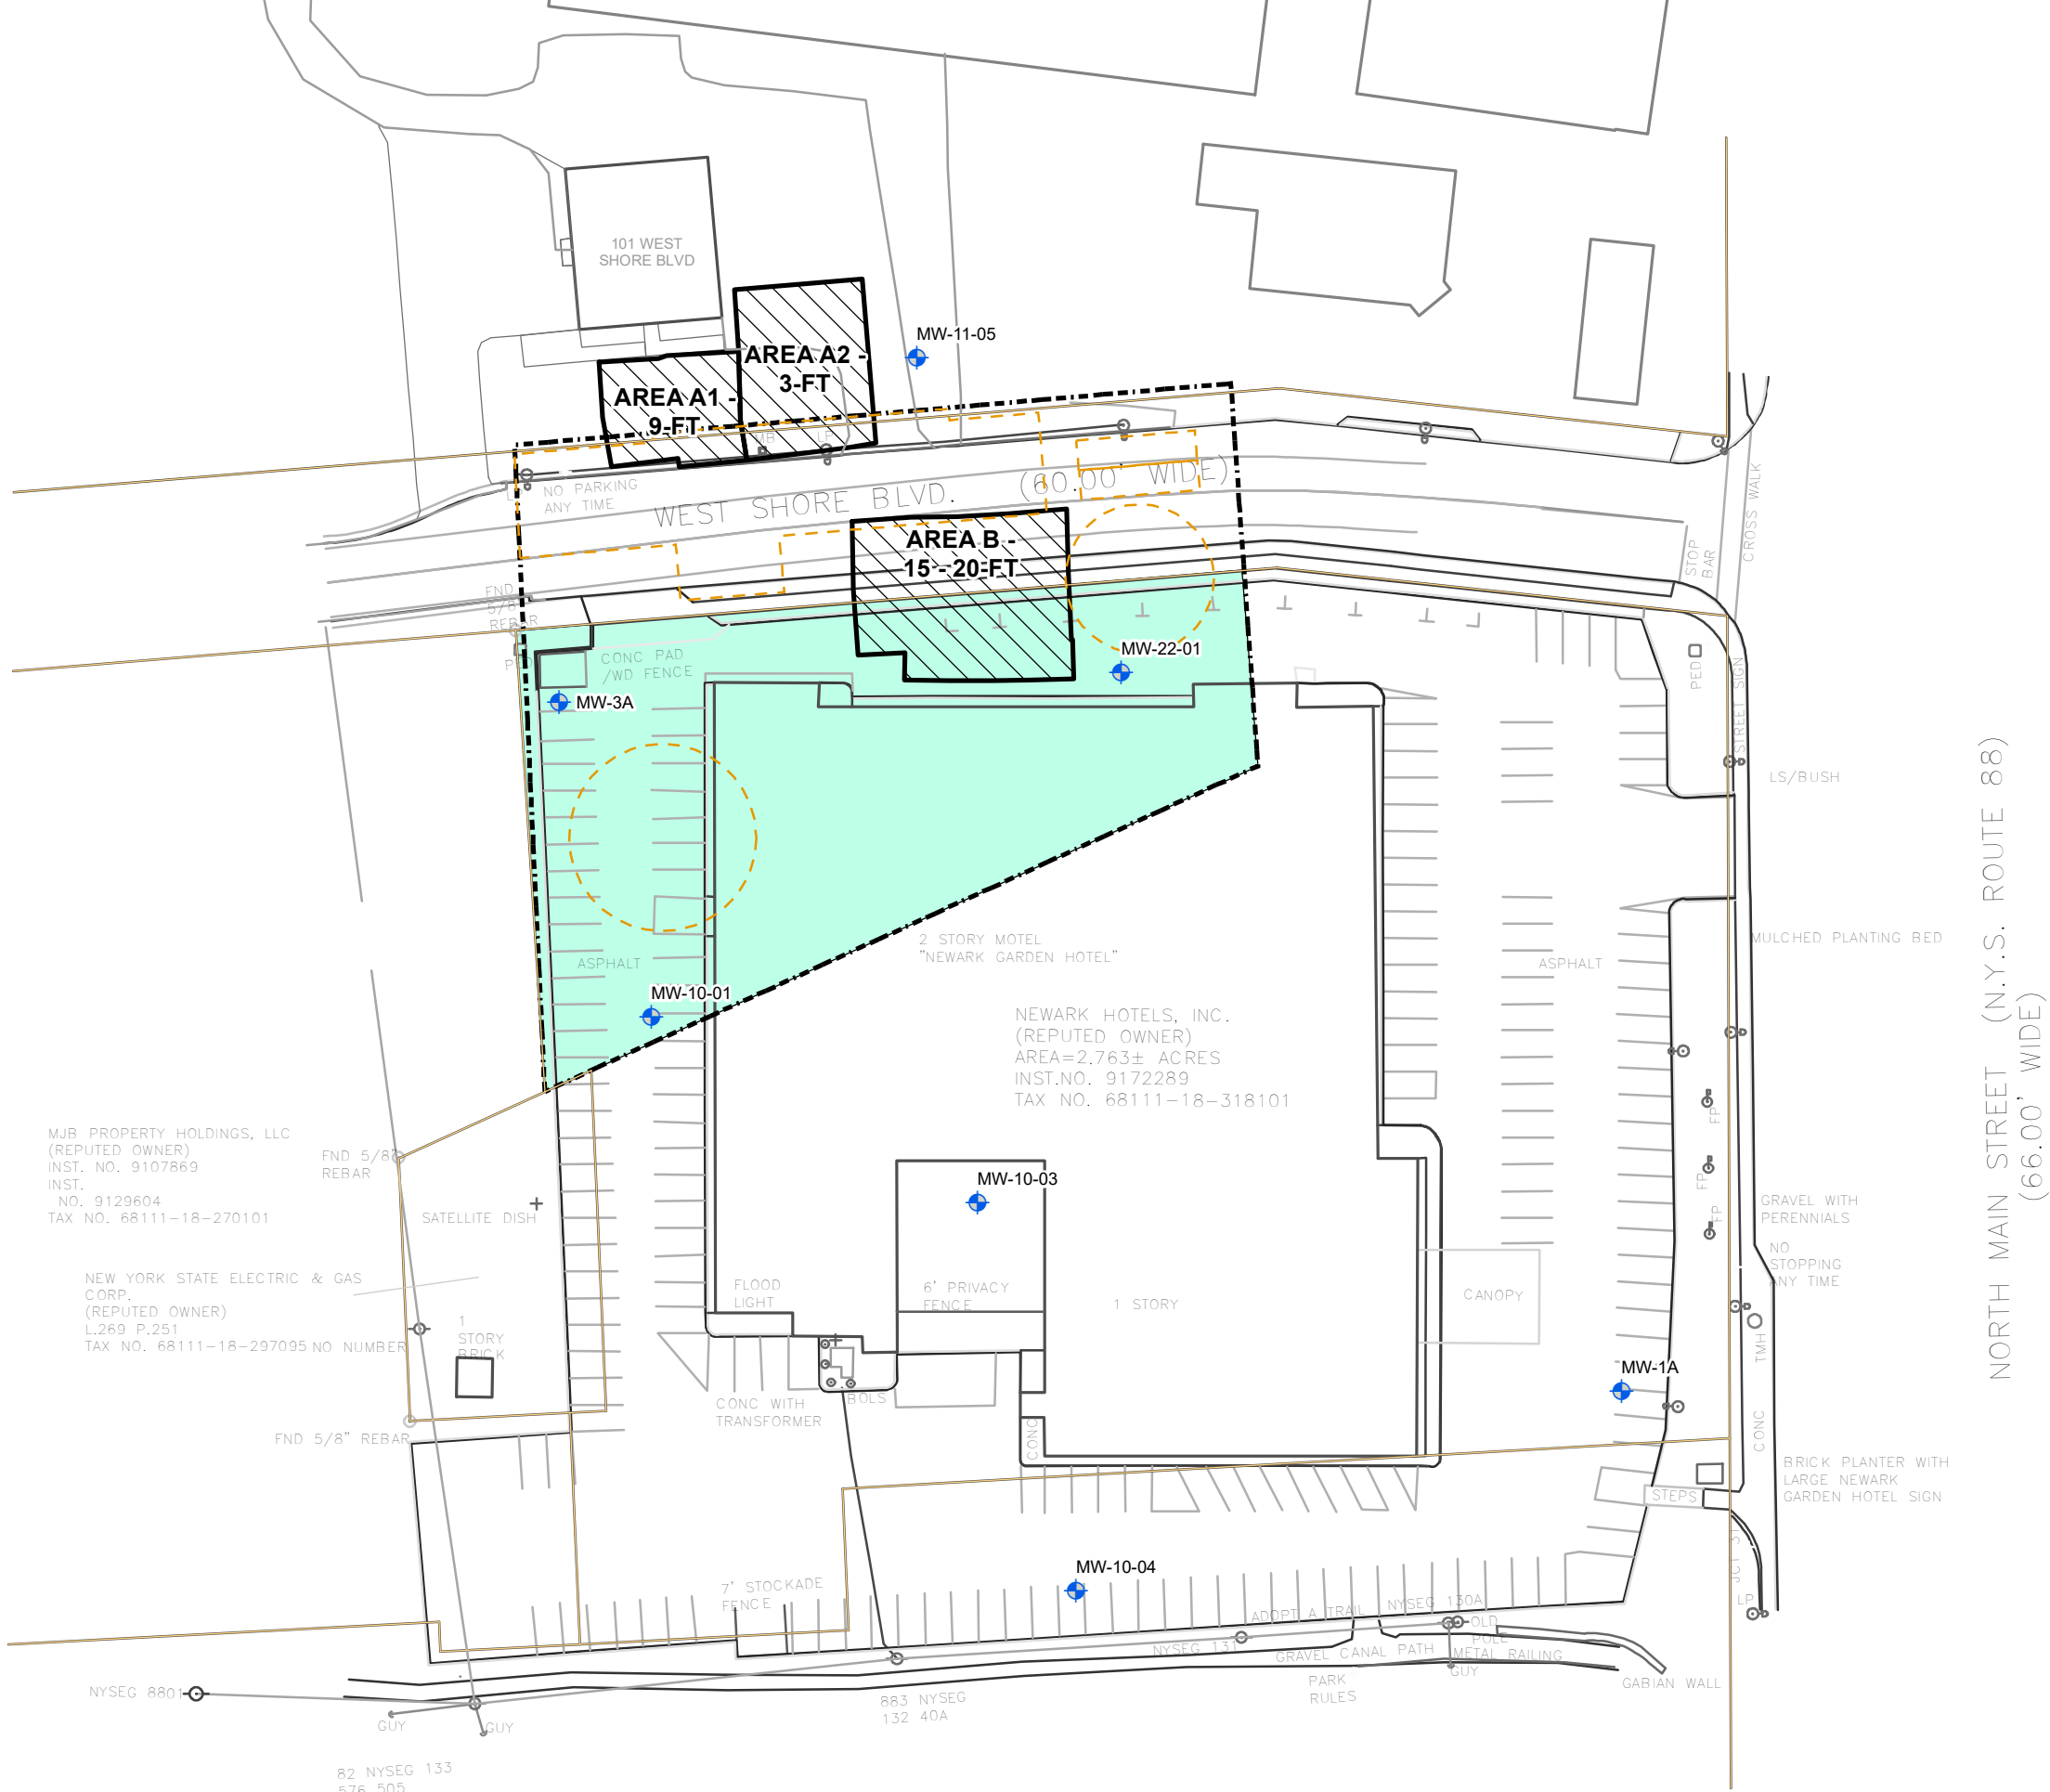 101 WEST
SHORE BLVD
MW-11-05
AREA A2 -
3-FT
AREA A1 -
9-FT
MB
LP
NO PARKING
ANY TIME
WEST SHORE BLVD.
(60.00' WIDE)
AREA B -
15 - 20-FT
CROSS WALK
STOP
BAR
FND
5/8"
REBAR
CONC PAD
/WD FENCE
MW-22-01
MW-3A
PED
STREET SIGN
LS/BUSH
NORTH MAIN STREET (N.Y.S. ROUTE 88)
(66.00' WIDE)
2 STORY MOTEL
"NEWARK GARDEN HOTEL"
MULCHED PLANTING BED
ASPHALT
ASPHALT
MW-10-01
NEWARK HOTELS, INC.
(REPUTED OWNER)
AREA=2.763± ACRES
INST.NO. 9172289
TAX NO. 68111-18-318101
MJB PROPERTY HOLDINGS, LLC
(REPUTED OWNER)
INST. NO. 9107869
INST.
NO. 9129604
TAX NO. 68111-18-270101
FND 5/8"
REBAR
FP
FP
FP
MW-10-03
SATELLITE DISH
GRAVEL WITH
PERENNIALS
NO
STOPPING
ANY TIME
NEW YORK STATE ELECTRIC & GAS
CORP.
(REPUTED OWNER)
L.269 P.251
TAX NO. 68111-18-297095 NO NUMBER
1
STORY
BRICK
FLOOD
LIGHT
6' PRIVACY
FENCE
1 STORY
CANOPY
TMH
MW-1A
CONC WITH
TRANSFORMER
BOLS
CONC
CONC
FND 5/8" REBAR
BRICK PLANTER WITH
LARGE NEWARK
GARDEN HOTEL SIGN
STEPS
MW-10-04
7' STOCKADE
FENCE
ADOPT A TRAIL
NYSEG 130A
OLD
POLE
LP
NYSEG 131
GRAVEL CANAL PATH
METAL RAILING
GUY
PARK
RULES
GABIAN WALL
NYSEG 8801
GUY
GUY
883 NYSEG
132 40A
82 NYSEG 133
576 505